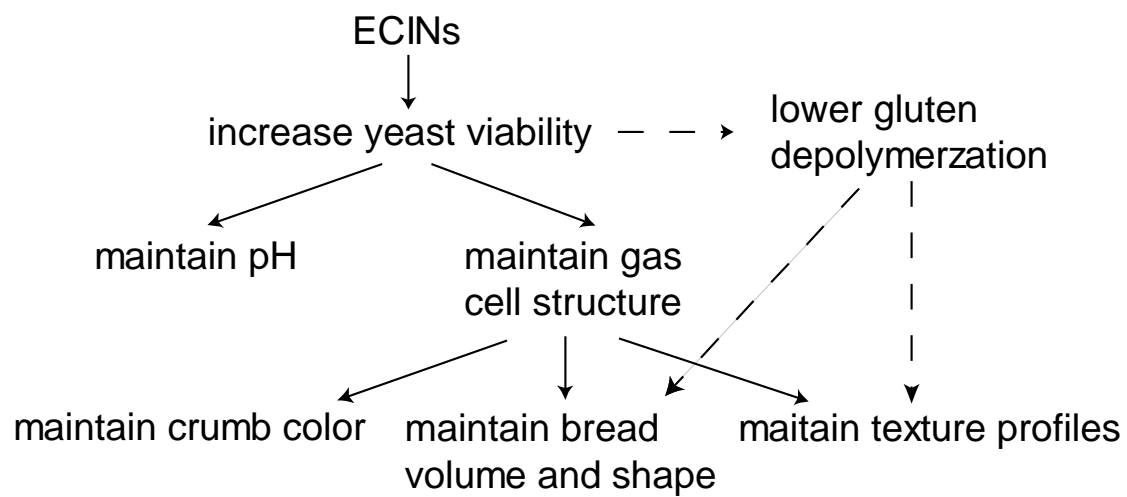 ECINs
increase yeast viability
lower gluten
depolymerzation
maintain pH
maintain gas
cell structure
maintain crumb color
maintain bread
volume and shape
maitain texture profiles